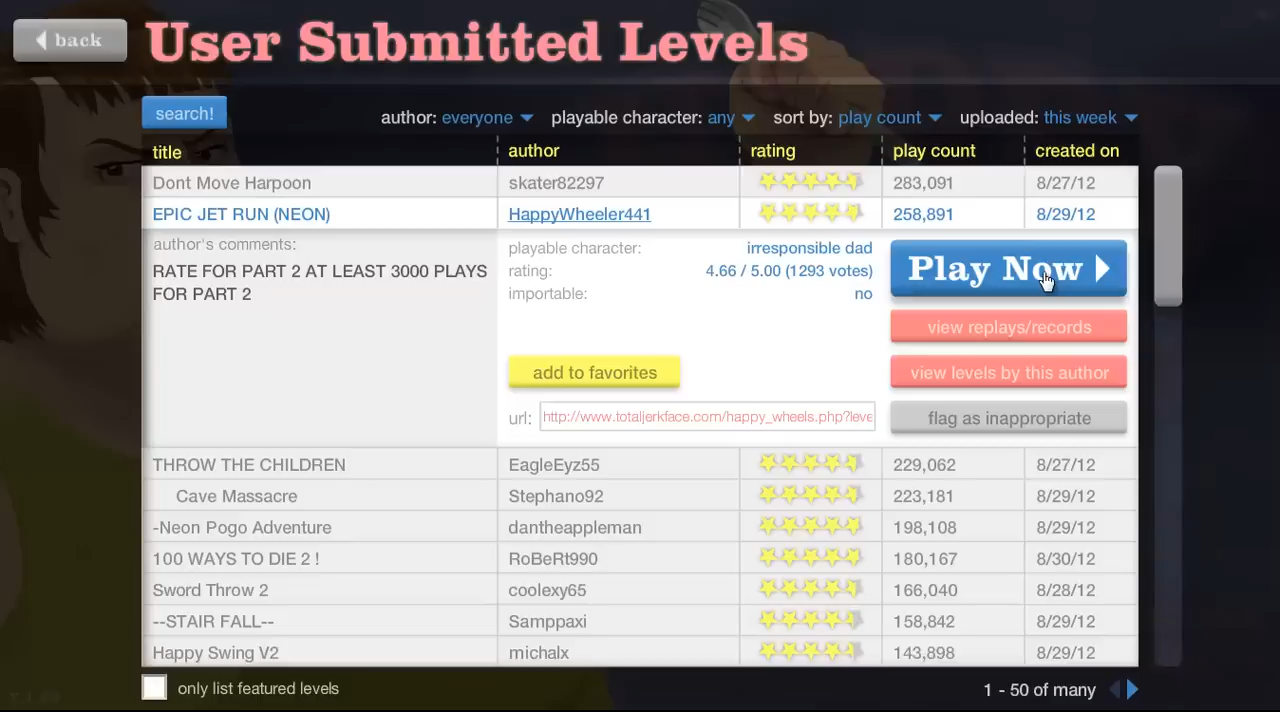 back
User Submitted Levels
search!
author: everyone playable character: any sort by: play count uploaded: this week
title author rating play count created on
Dont Move Harpoon skater82297 283,091 8/27/12
EPIC JET RUN (NEON) HappyWheeler441 258,891 8/29/12
author's comments:
RATE FOR PART 2 AT LEAST 3000 PLAYS
FOR PART 2
playable character: irresponsible dad
rating: 4.66 / 5.00 (1293 votes)
importable: no
add to favorites
url: http://www.totaljerkface.com/happy_wheels.php?leve
Play Now
view replays/records
view levels by this author
flag as inappropriate
THROW THE CHILDREN EagleEyz55 229,062 8/27/12
Cave Massacre Stephano92 223,181 8/29/12
-Neon Pogo Adventure dantheappleman 198,108 8/29/12
100 WAYS TO DIE 2 ! RoBeRt990 180,167 8/30/12
Sword Throw 2 coolexy65 166,040 8/28/12
--STAIR FALL-- Samppaxi 158,842 8/29/12
Happy Swing V2 michalx 143,898 8/29/12
only list featured levels
1 - 50 of many